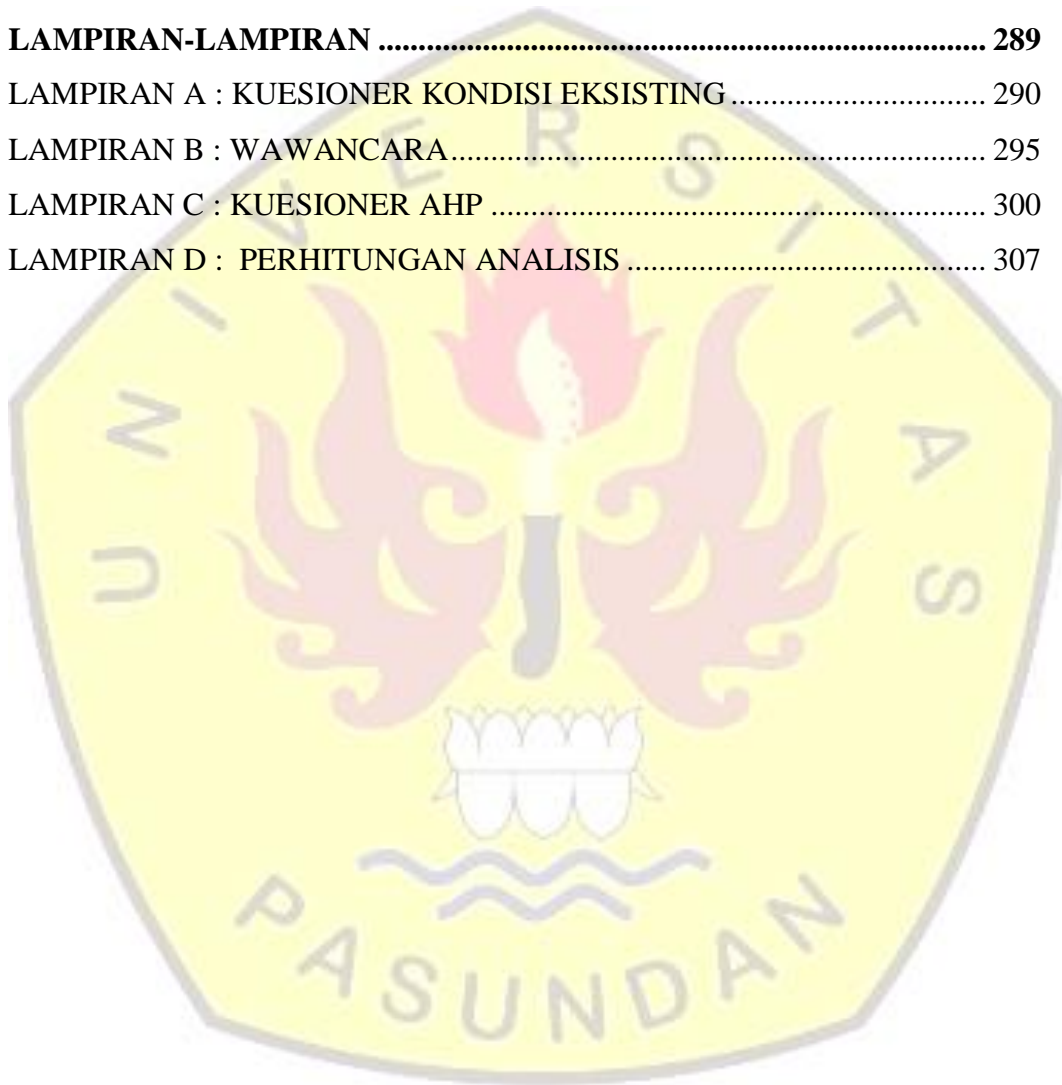 LAMPIRAN-LAMPIRAN ................................................................................ 289
LAMPIRAN A : KUESIONER KONDISI EKSISTING ................................ 290
LAMPIRAN B : WAWANCARA .................................................................... 295
LAMPIRAN C : KUESIONER AHP ............................................................... 300
LAMPIRAN D :  PERHITUNGAN ANALISIS ............................................. 307
UNIVERSITAS
PASUNDAN